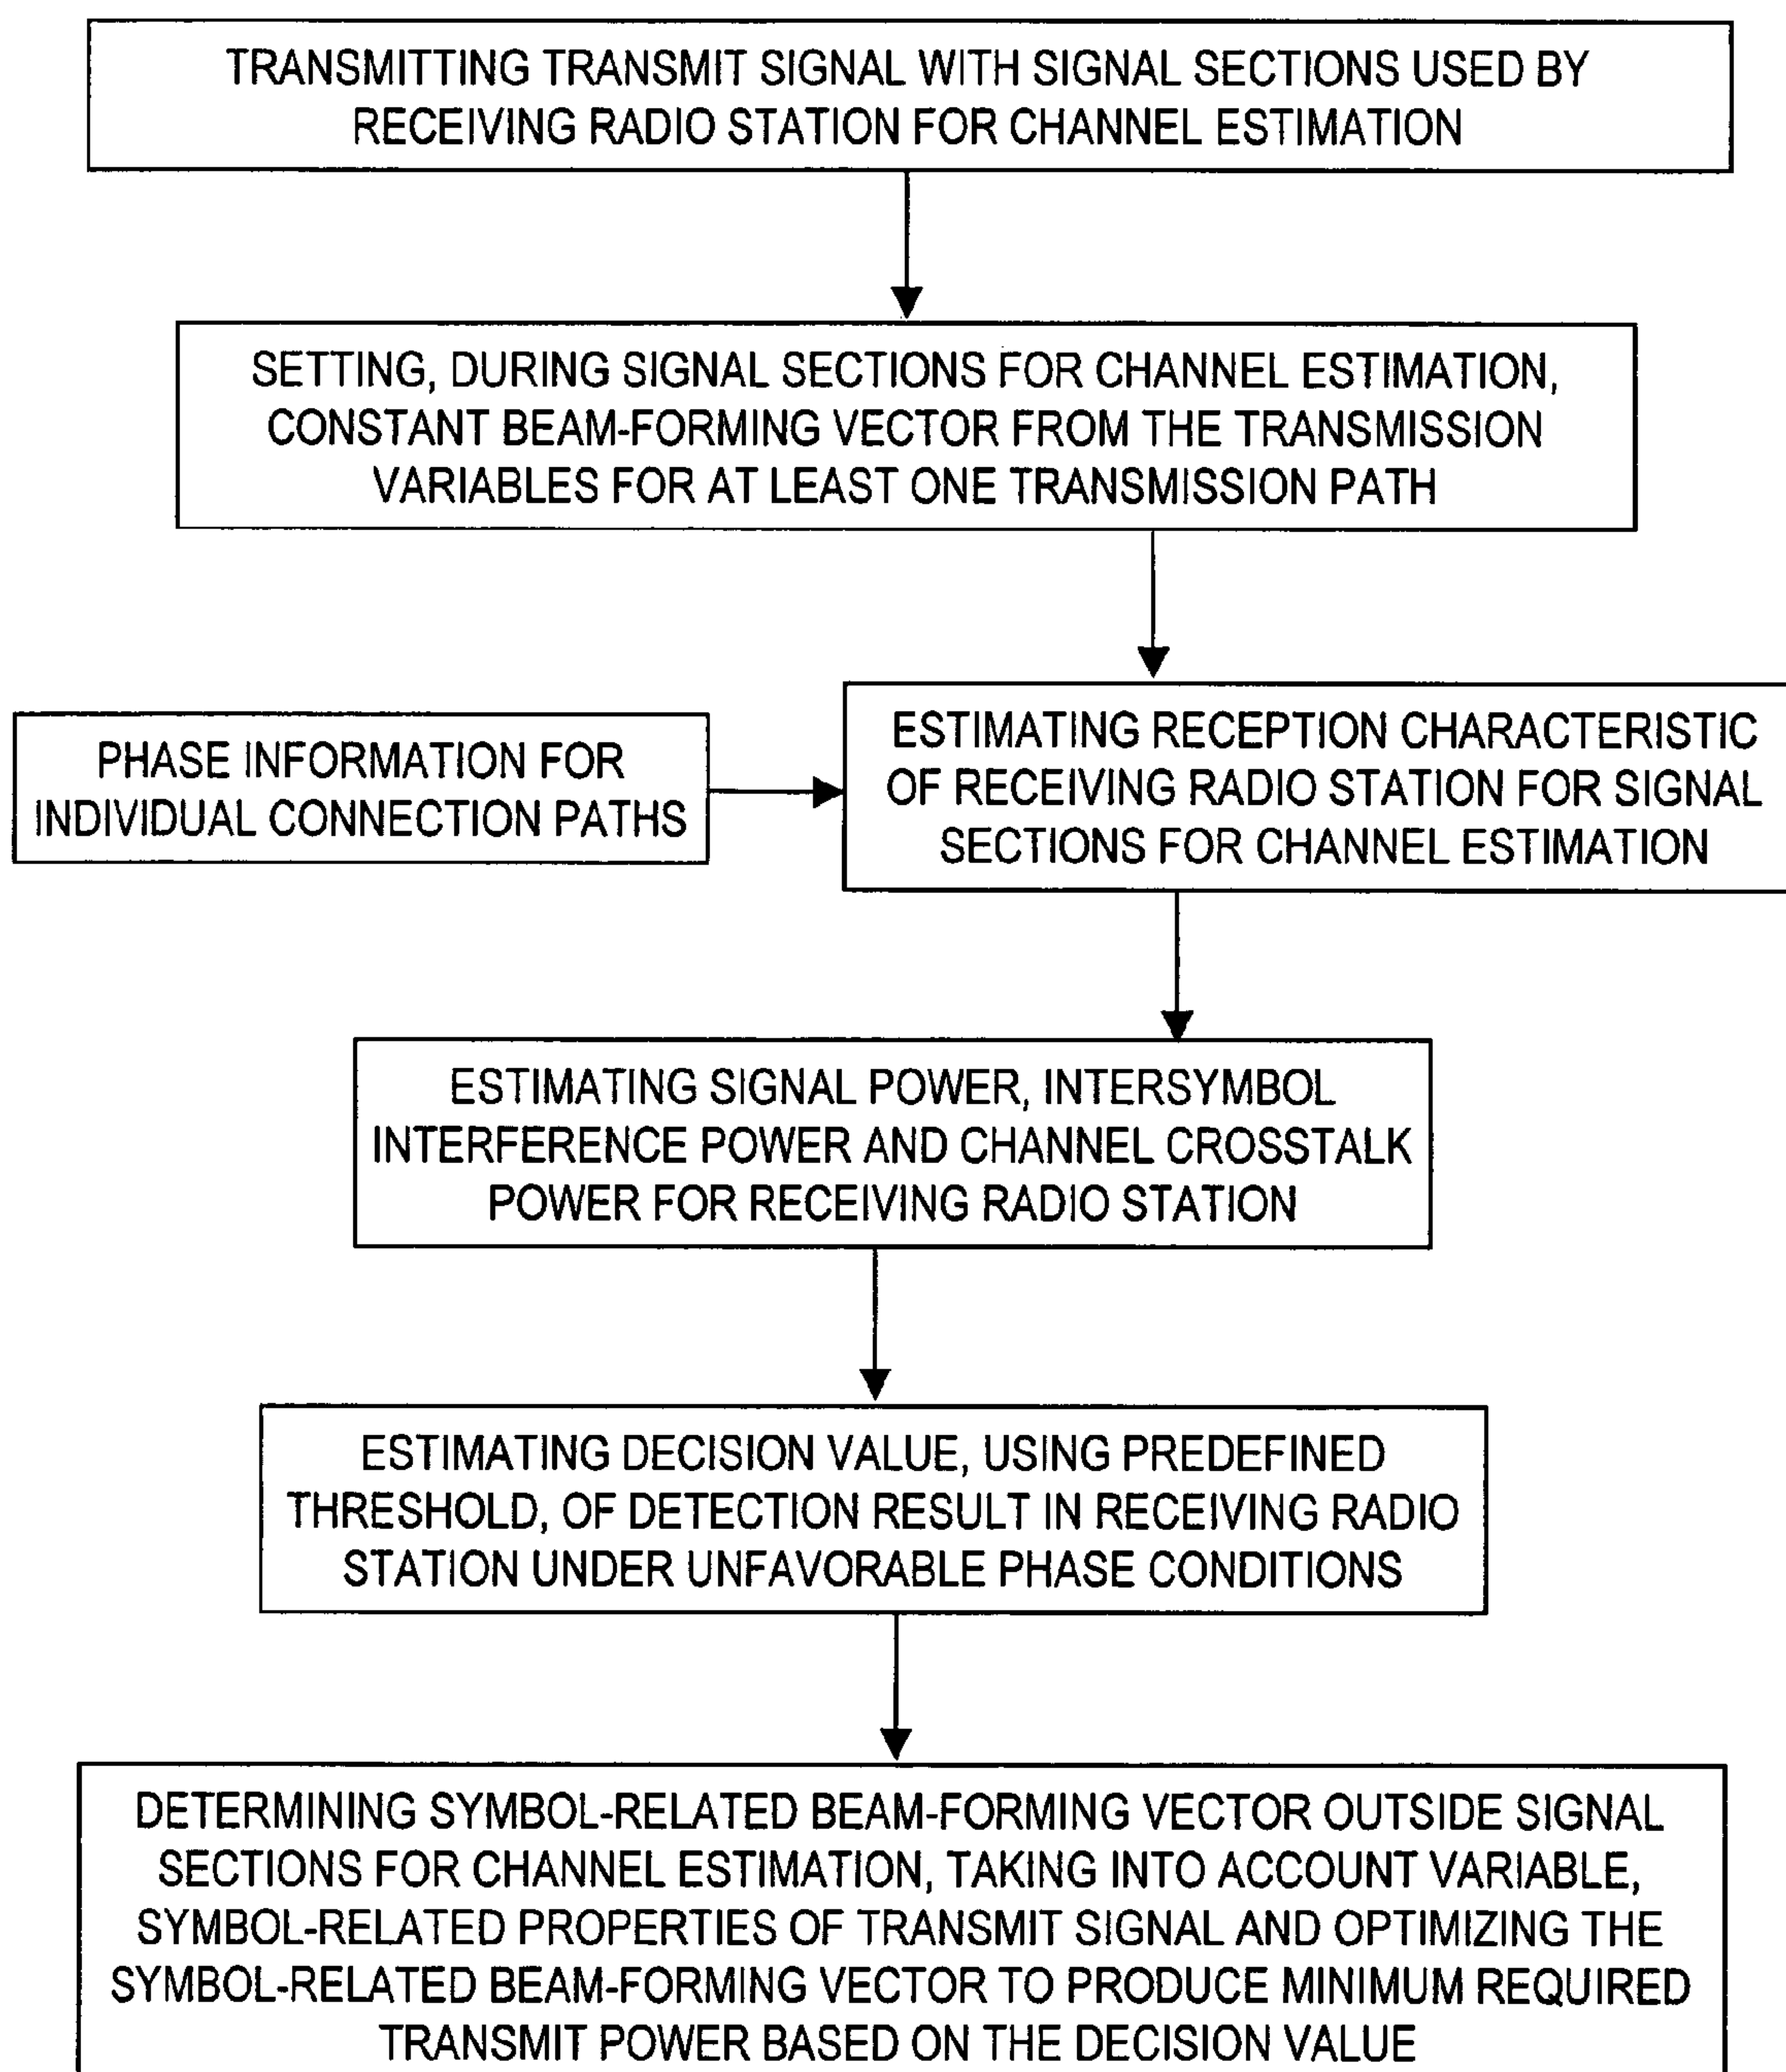 TRANSMITTING TRANSMIT SIGNAL WITH SIGNAL SECTIONS USED BY
RECEIVING RADIO STATION FOR CHANNEL ESTIMATION
SETTING, DURING SIGNAL SECTIONS FOR CHANNEL ESTIMATION,
CONSTANT BEAM-FORMING VECTOR FROM THE TRANSMISSION
VARIABLES FOR AT LEAST ONE TRANSMISSION PATH
PHASE INFORMATION FOR
INDIVIDUAL CONNECTION PATHS
ESTIMATING RECEPTION CHARACTERISTIC
OF RECEIVING RADIO STATION FOR SIGNAL
SECTIONS FOR CHANNEL ESTIMATION
ESTIMATING SIGNAL POWER, INTERSYMBOL
INTERFERENCE POWER AND CHANNEL CROSSTALK
POWER FOR RECEIVING RADIO STATION
ESTIMATING DECISION VALUE, USING PREDEFINED
THRESHOLD, OF DETECTION RESULT IN RECEIVING RADIO
STATION UNDER UNFAVORABLE PHASE CONDITIONS
DETERMINING SYMBOL-RELATED BEAM-FORMING VECTOR OUTSIDE SIGNAL
SECTIONS FOR CHANNEL ESTIMATION, TAKING INTO ACCOUNT VARIABLE,
SYMBOL-RELATED PROPERTIES OF TRANSMIT SIGNAL AND OPTIMIZING THE
SYMBOL-RELATED BEAM-FORMING VECTOR TO PRODUCE MINIMUM REQUIRED
TRANSMIT POWER BASED ON THE DECISION VALUE